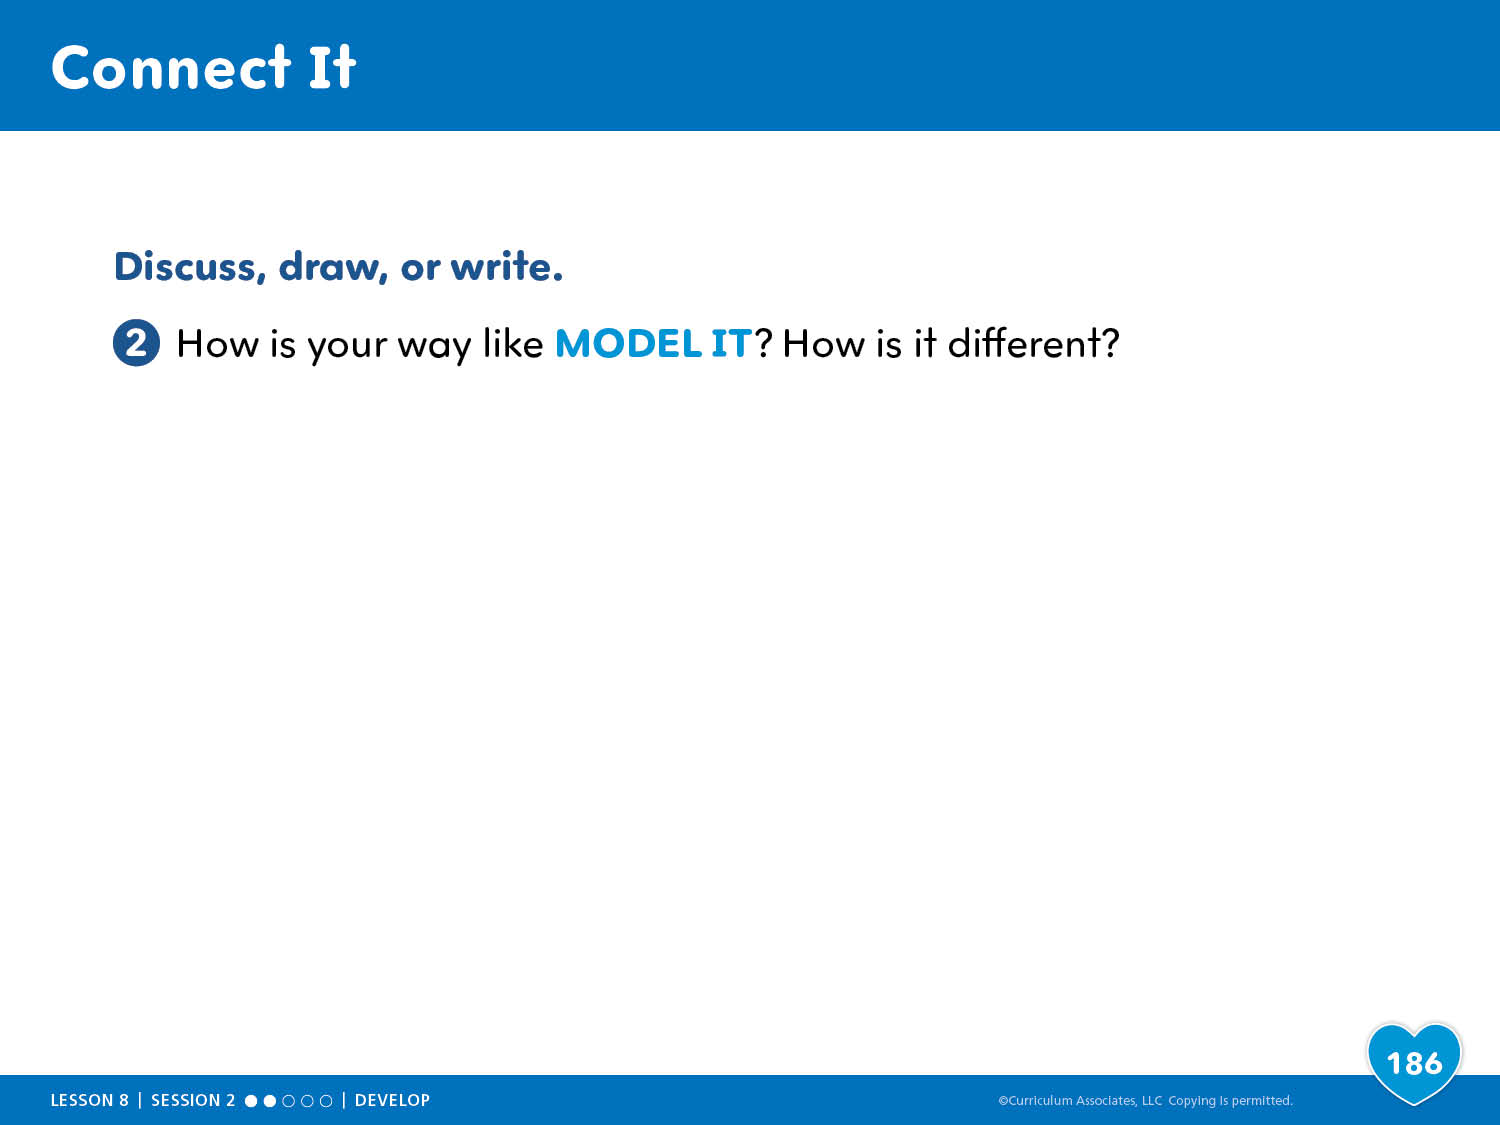 Connect It
Discuss, draw, or write.
2 How is your way like MODEL IT? How is it different?
186
LESSON 8 | SESSION 2 ●●○○○ | DEVELOP
©Curriculum Associates, LLC Copying is permitted.